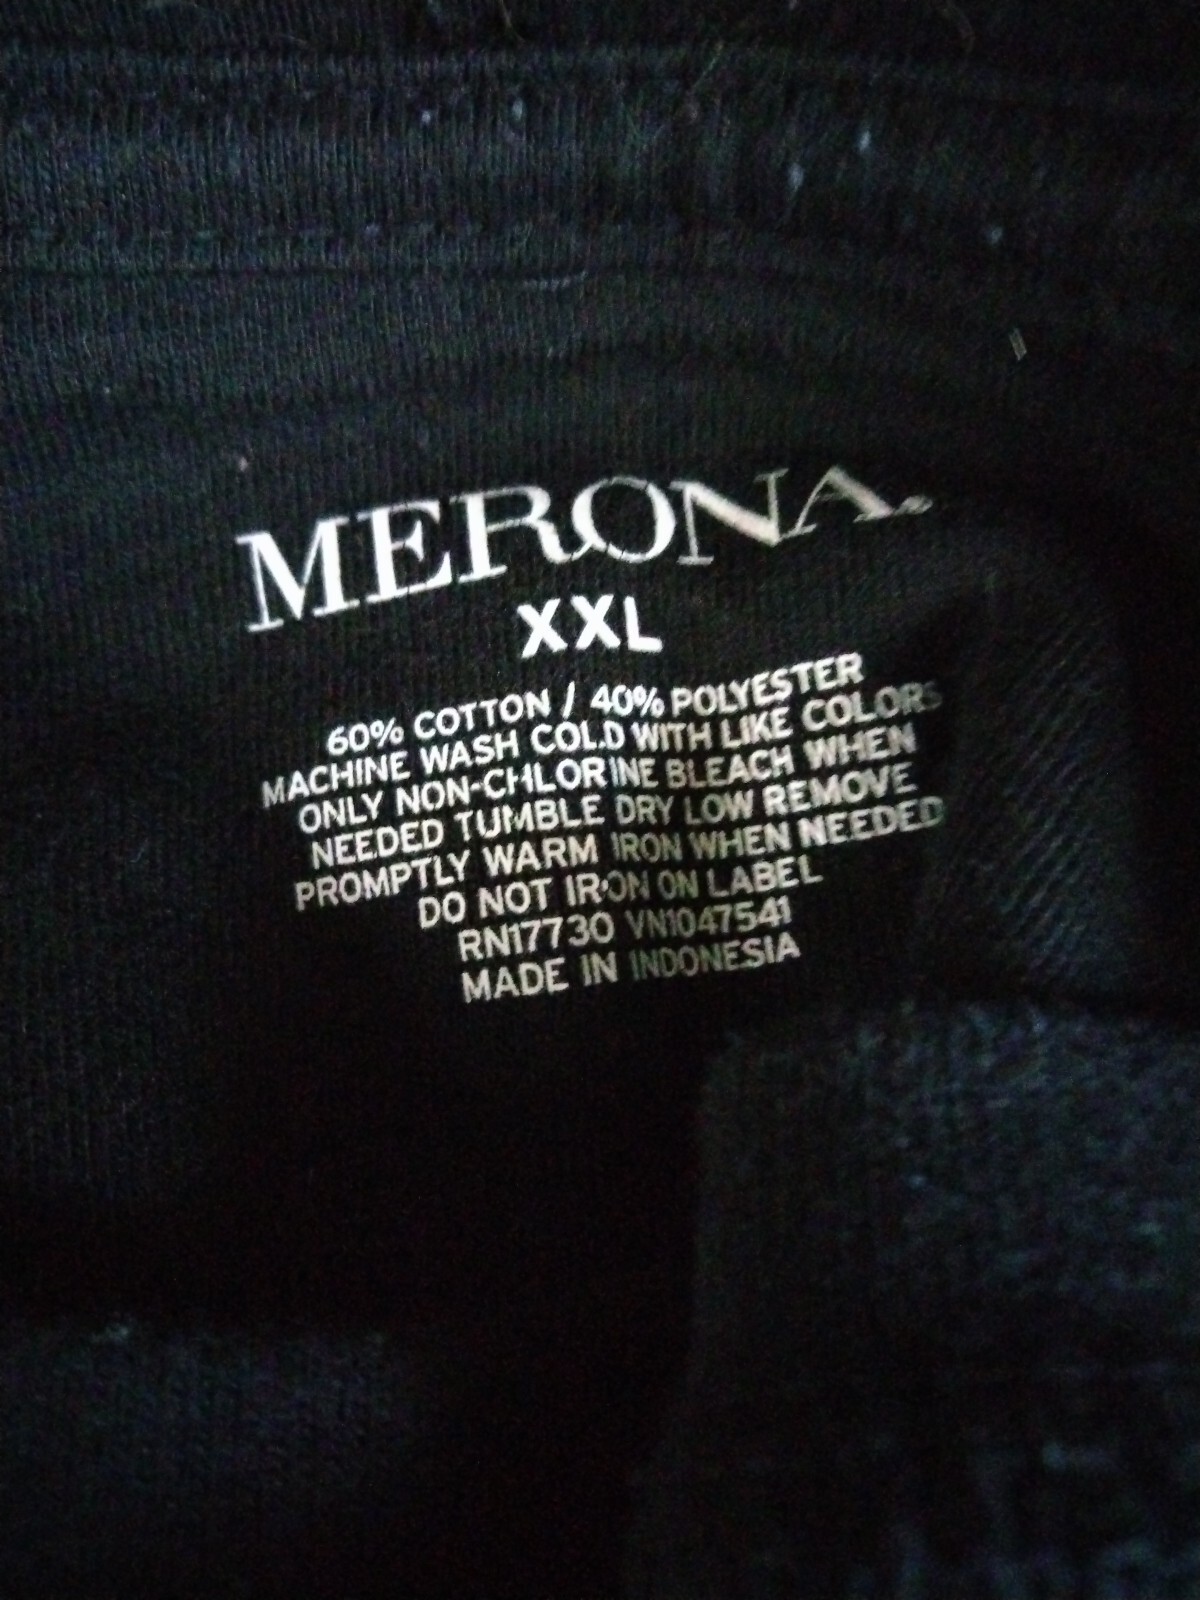 MERONA.
XXL
60% COTTON / 40% POLYESTER
MACHINE WASH COLD WITH LIKE COLORS
ONLY NON-CHLORINE BLEACH WHEN
NEEDED TUMBLE DRY LOW REMOVE
PROMPTLY WARM IRON WHEN NEEDED
DO NOT IRON ON LABEL
RN17730 VN1047541
MADE IN INDONESIA